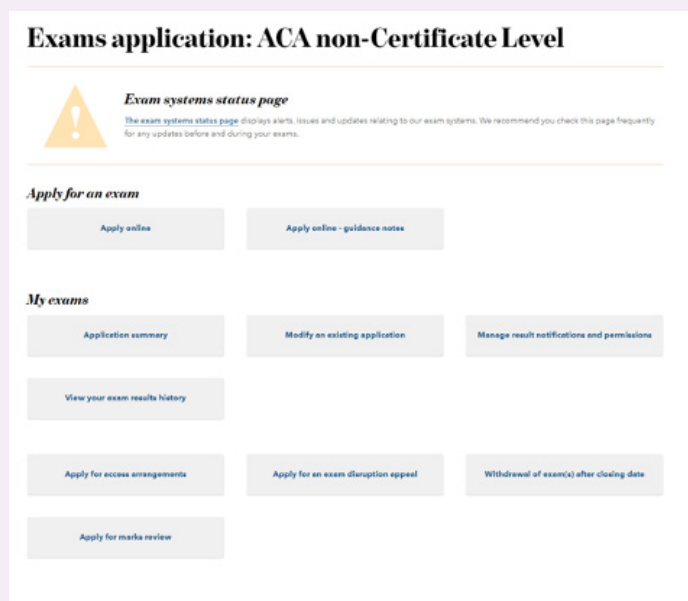 Exams application: ACA non-Certificate Level
Exam systems status page
The exam systems status page displays alerts, issues and updates relating to our exam systems. We recommend you check this page frequently
for any updates before and during your exams.
Apply for an exam
Apply online
Apply online - guidance notes
My exams
Application summary
Modify an existing application
Manage result notifications and permissions
View your exam results history
Apply for access arrangements
Apply for an exam disruption appeal
Withdrawal of exam(s) after closing date
Apply for marks review